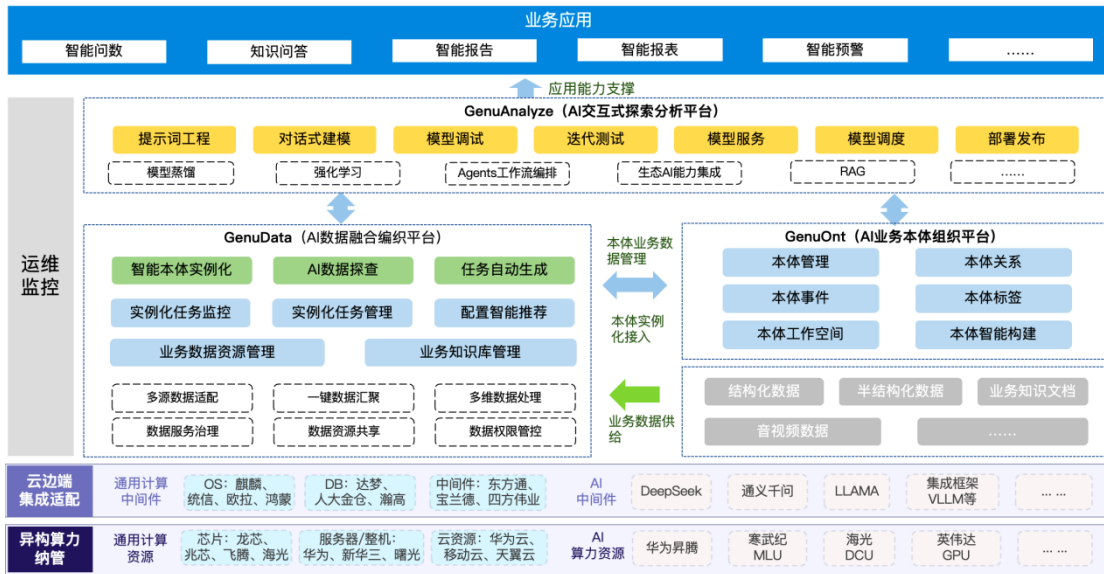 业务应用
智能问数
知识问答
智能报告
智能报表
智能预警
……
应用能力支撑
运维
监控
GenuAnalyze（AI交互式探索分析平台）
提示词工程
对话式建模
模型调试
迭代测试
模型服务
模型调度
部署发布
模型蒸馏
强化学习
Agents工作流编排
生态AI能力集成
RAG
……
GenuData（AI数据融合编织平台）
智能本体实例化
AI数据探查
任务自动生成
实例化任务监控
实例化任务管理
配置智能推荐
业务数据资源管理
业务知识库管理
多源数据适配
一键数据汇聚
多维数据处理
数据服务治理
数据资源共享
数据权限管控
本体业务数
据管理
本体实例
化接入
业务数据供
给
GenuOnt（AI业务本体组织平台）
本体管理
本体关系
本体事件
本体标签
本体工作空间
本体智能构建
结构化数据
半结构化数据
业务知识文档
音视频数据
……
云边端
集成适配
通用计算
中间件
OS：麒麟、
统信、欧拉、鸿蒙
DB：达梦、
人大金仓、瀚高
中间件：东方通、
宝兰德、四方伟业
AI
中间件
DeepSeek
通义千问
LLAMA
集成框架
VLLM等
... ...
异构算力
纳管
通用计算
资源
芯片：龙芯、
兆芯、飞腾、海光
服务器/整机：
华为、新华三、曙光
云资源：华为云、
移动云、天翼云
AI
算力资源
华为昇腾
寒武纪
MLU
海光
DCU
英伟达
GPU
... ...